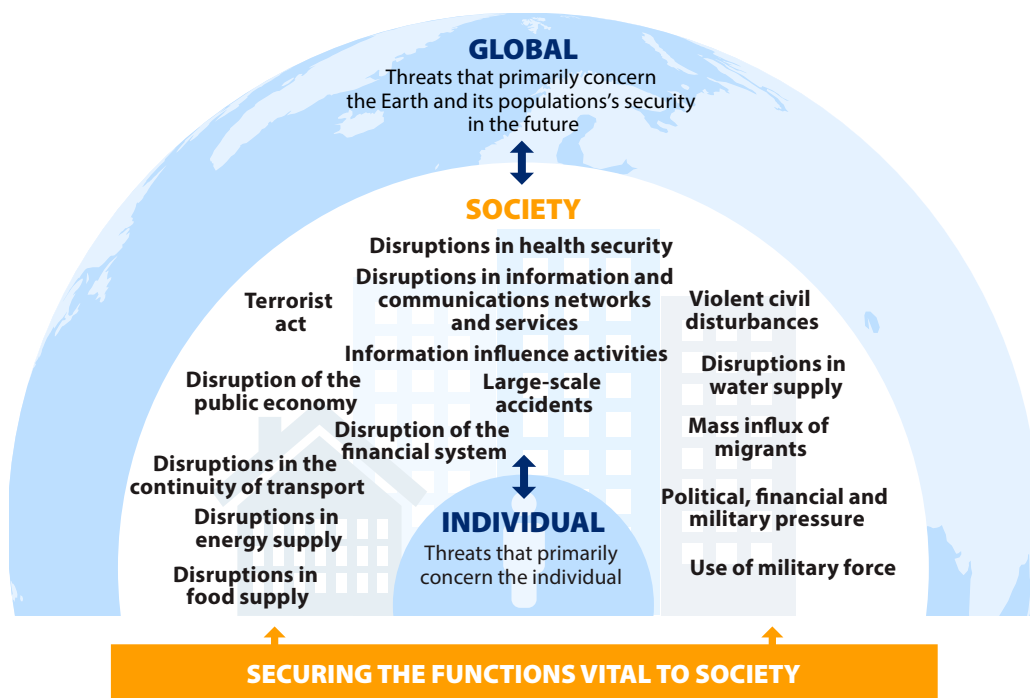 GLOBAL
Threats that primarily concern
the Earth and its populations's security
in the future
SOCIETY
Disruptions in health security
Disruptions in information and
communications networks
and services
Terrorist
act
Violent civil
disturbances
Information influence activities
Disruption of the
public economy
Large-scale
accidents
Disruptions in
water supply
Disruption of the
financial system
Mass influx of
migrants
Disruptions in the
continuity of transport
Political, financial and
military pressure
Disruptions in
energy supply
INDIVIDUAL
Threats that primarily
concern the individual
Use of military force
Disruptions in
food supply
SECURING THE FUNCTIONS VITAL TO SOCIETY